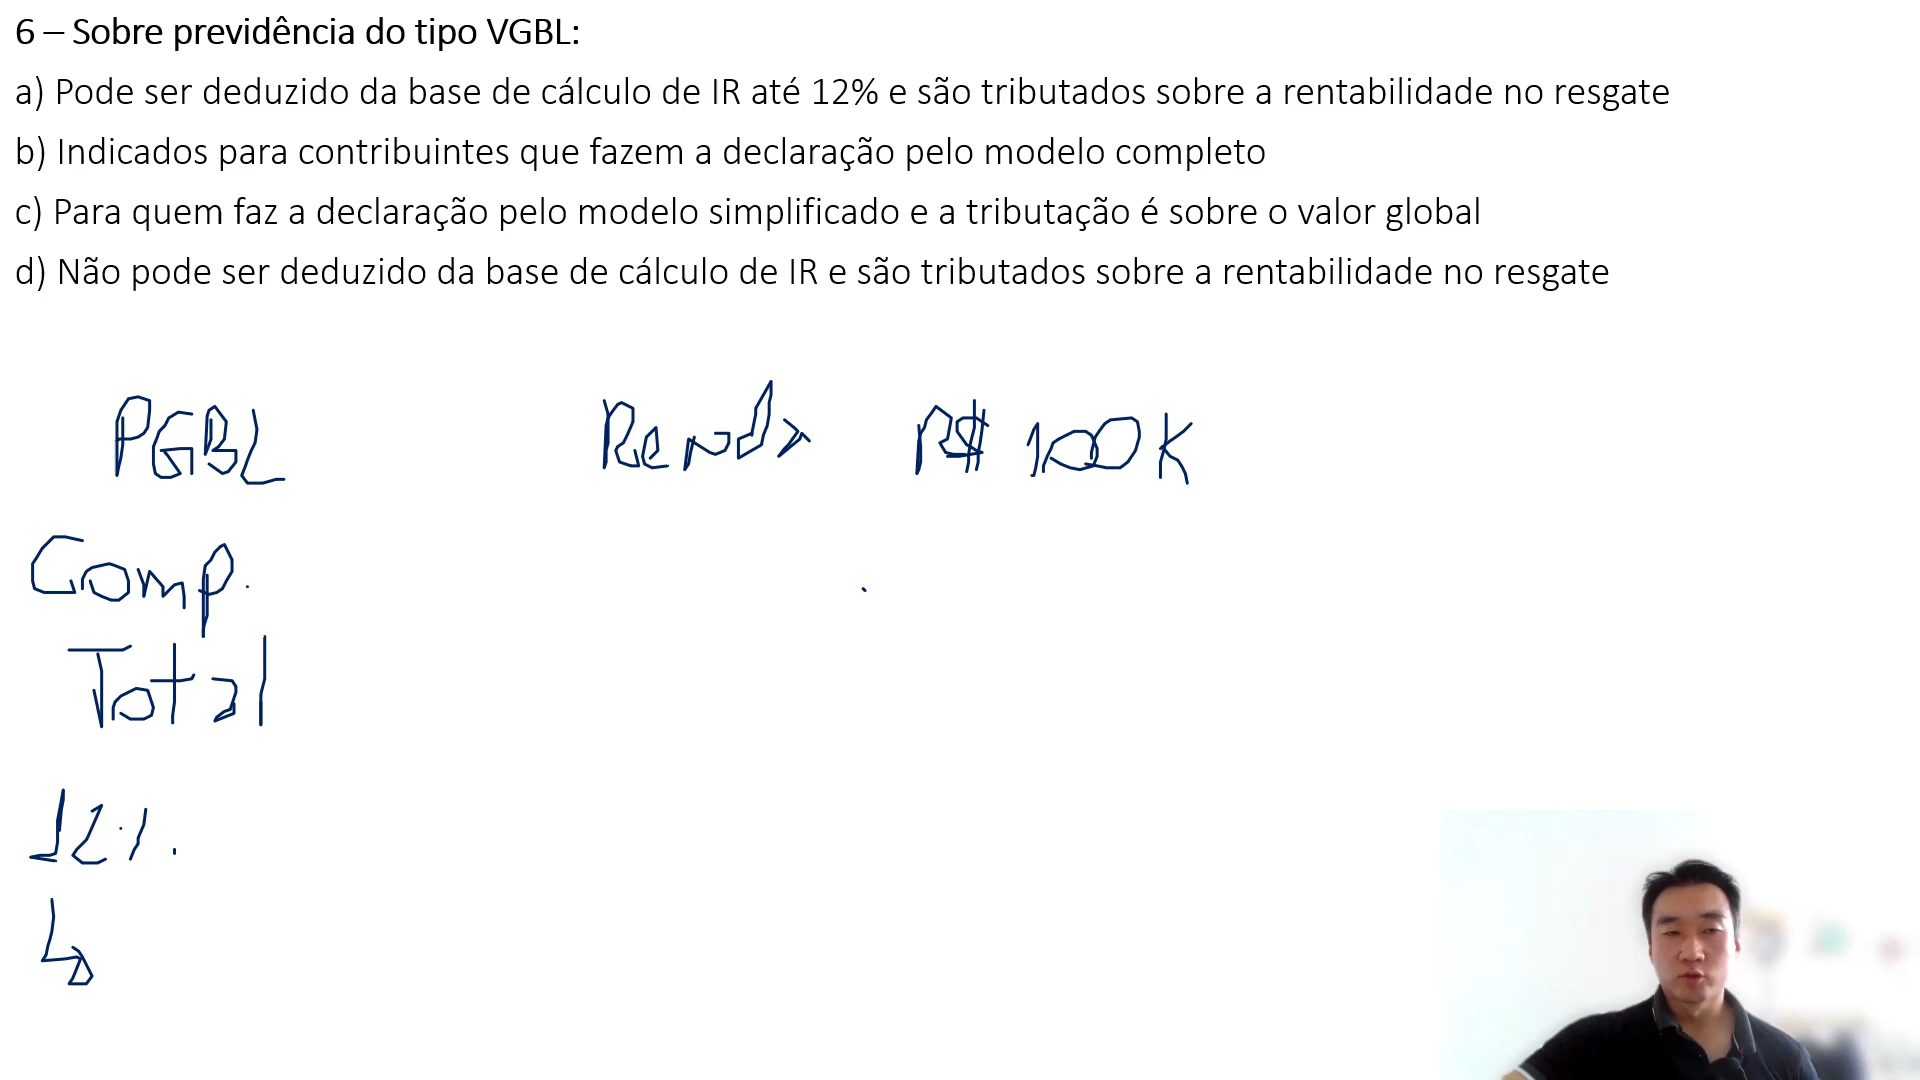 6 – Sobre previdência do tipo VGBL:
a) Pode ser deduzido da base de cálculo de IR até 12% e são tributados sobre a rentabilidade no resgate
b) Indicados para contribuintes que fazem a declaração pelo modelo completo
c) Para quem faz a declaração pelo modelo simplificado e a tributação é sobre o valor global
d) Não pode ser deduzido da base de cálculo de IR e são tributados sobre a rentabilidade no resgate
PGBL Renda R$ 100K
Comp.
Total
12%.